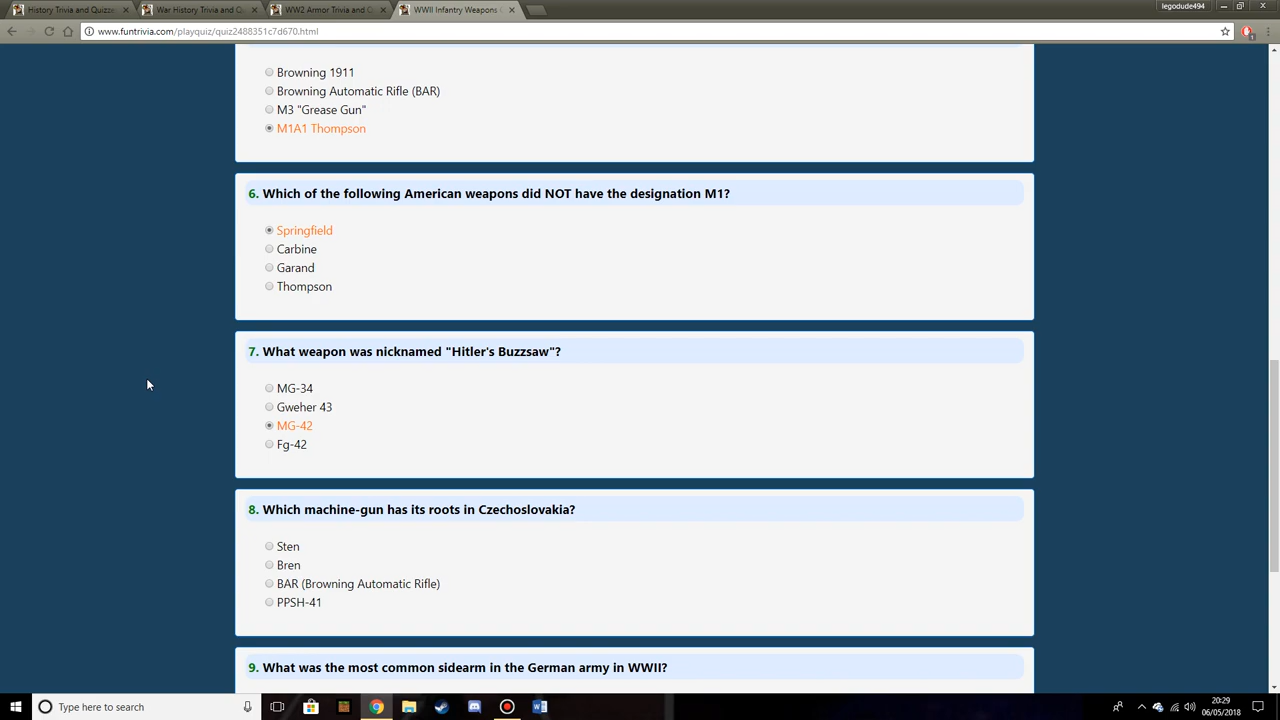 History Trivia and Quizze
War History Trivia and Q
WW2 Armor Trivia and Q
WWII Infantry Weapons
legodude494
www.funtrivia.com/playquiz/quiz2488351c7d670.html
Browning 1911
Browning Automatic Rifle (BAR)
M3 "Grease Gun"
M1A1 Thompson
6. Which of the following American weapons did NOT have the designation M1?
Springfield
Carbine
Garand
Thompson
7. What weapon was nicknamed "Hitler's Buzzsaw"?
MG-34
Gweher 43
MG-42
Fg-42
8. Which machine-gun has its roots in Czechoslovakia?
Sten
Bren
BAR (Browning Automatic Rifle)
PPSH-41
9. What was the most common sidearm in the German army in WWII?
Type here to search
20:29
06/05/2018